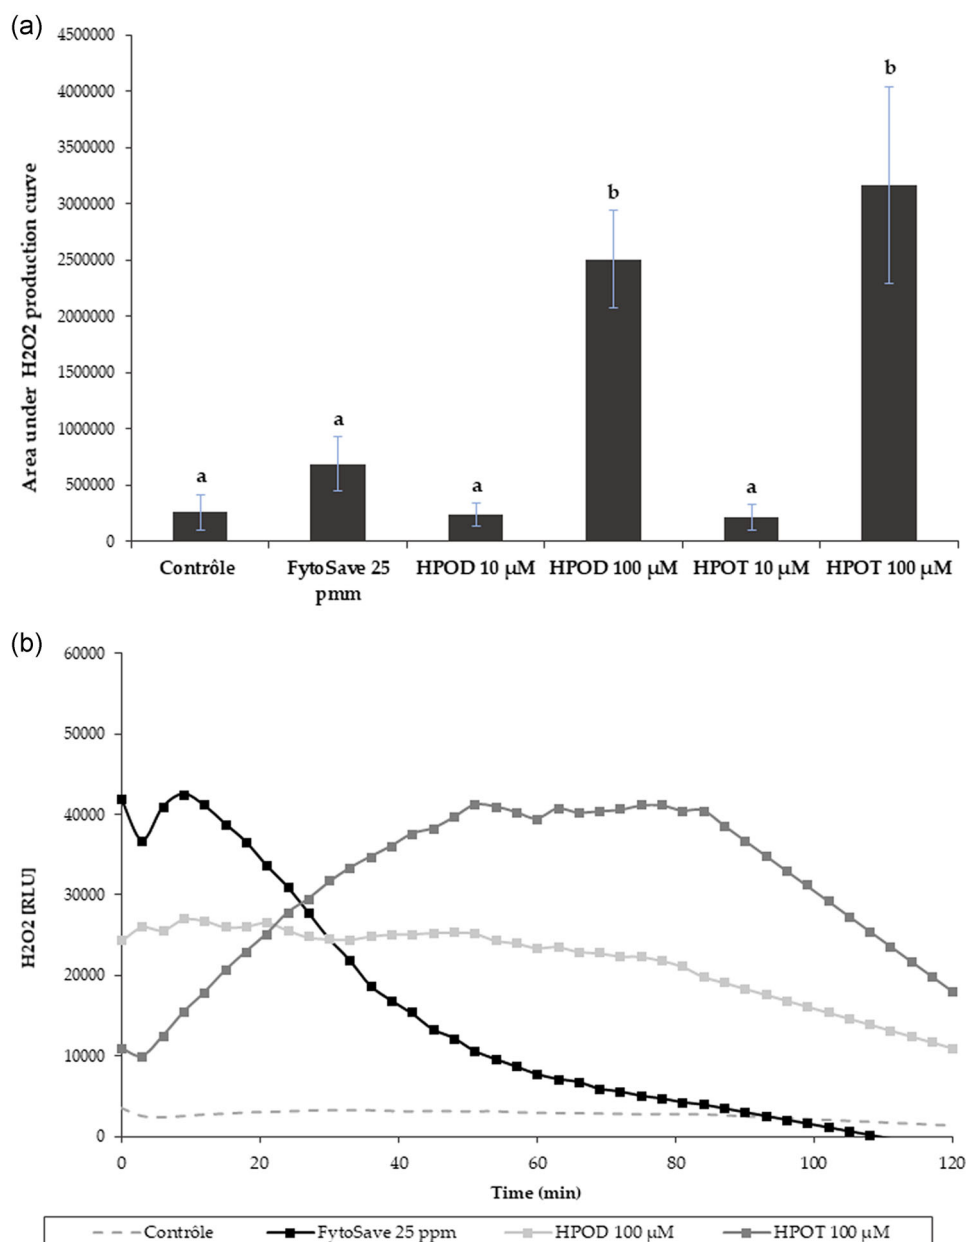 (a)
Area under H2O2 production curve
4500000
4000000
3500000
3000000
2500000
2000000
1500000
1000000
500000
0
a
a
a
b
a
b
Contrôle
FytoSave 25
pmm
HPOD 10 µM
HPOD 100 µM
HPOT 10 µM
HPOT 100 µM
(b)
H2O2 [RLU]
60000
50000
40000
30000
20000
10000
0
0
20
40
60
80
100
120
Time (min)
Contrôle
FytoSave 25 ppm
HPOD 100 µM
HPOT 100 µM